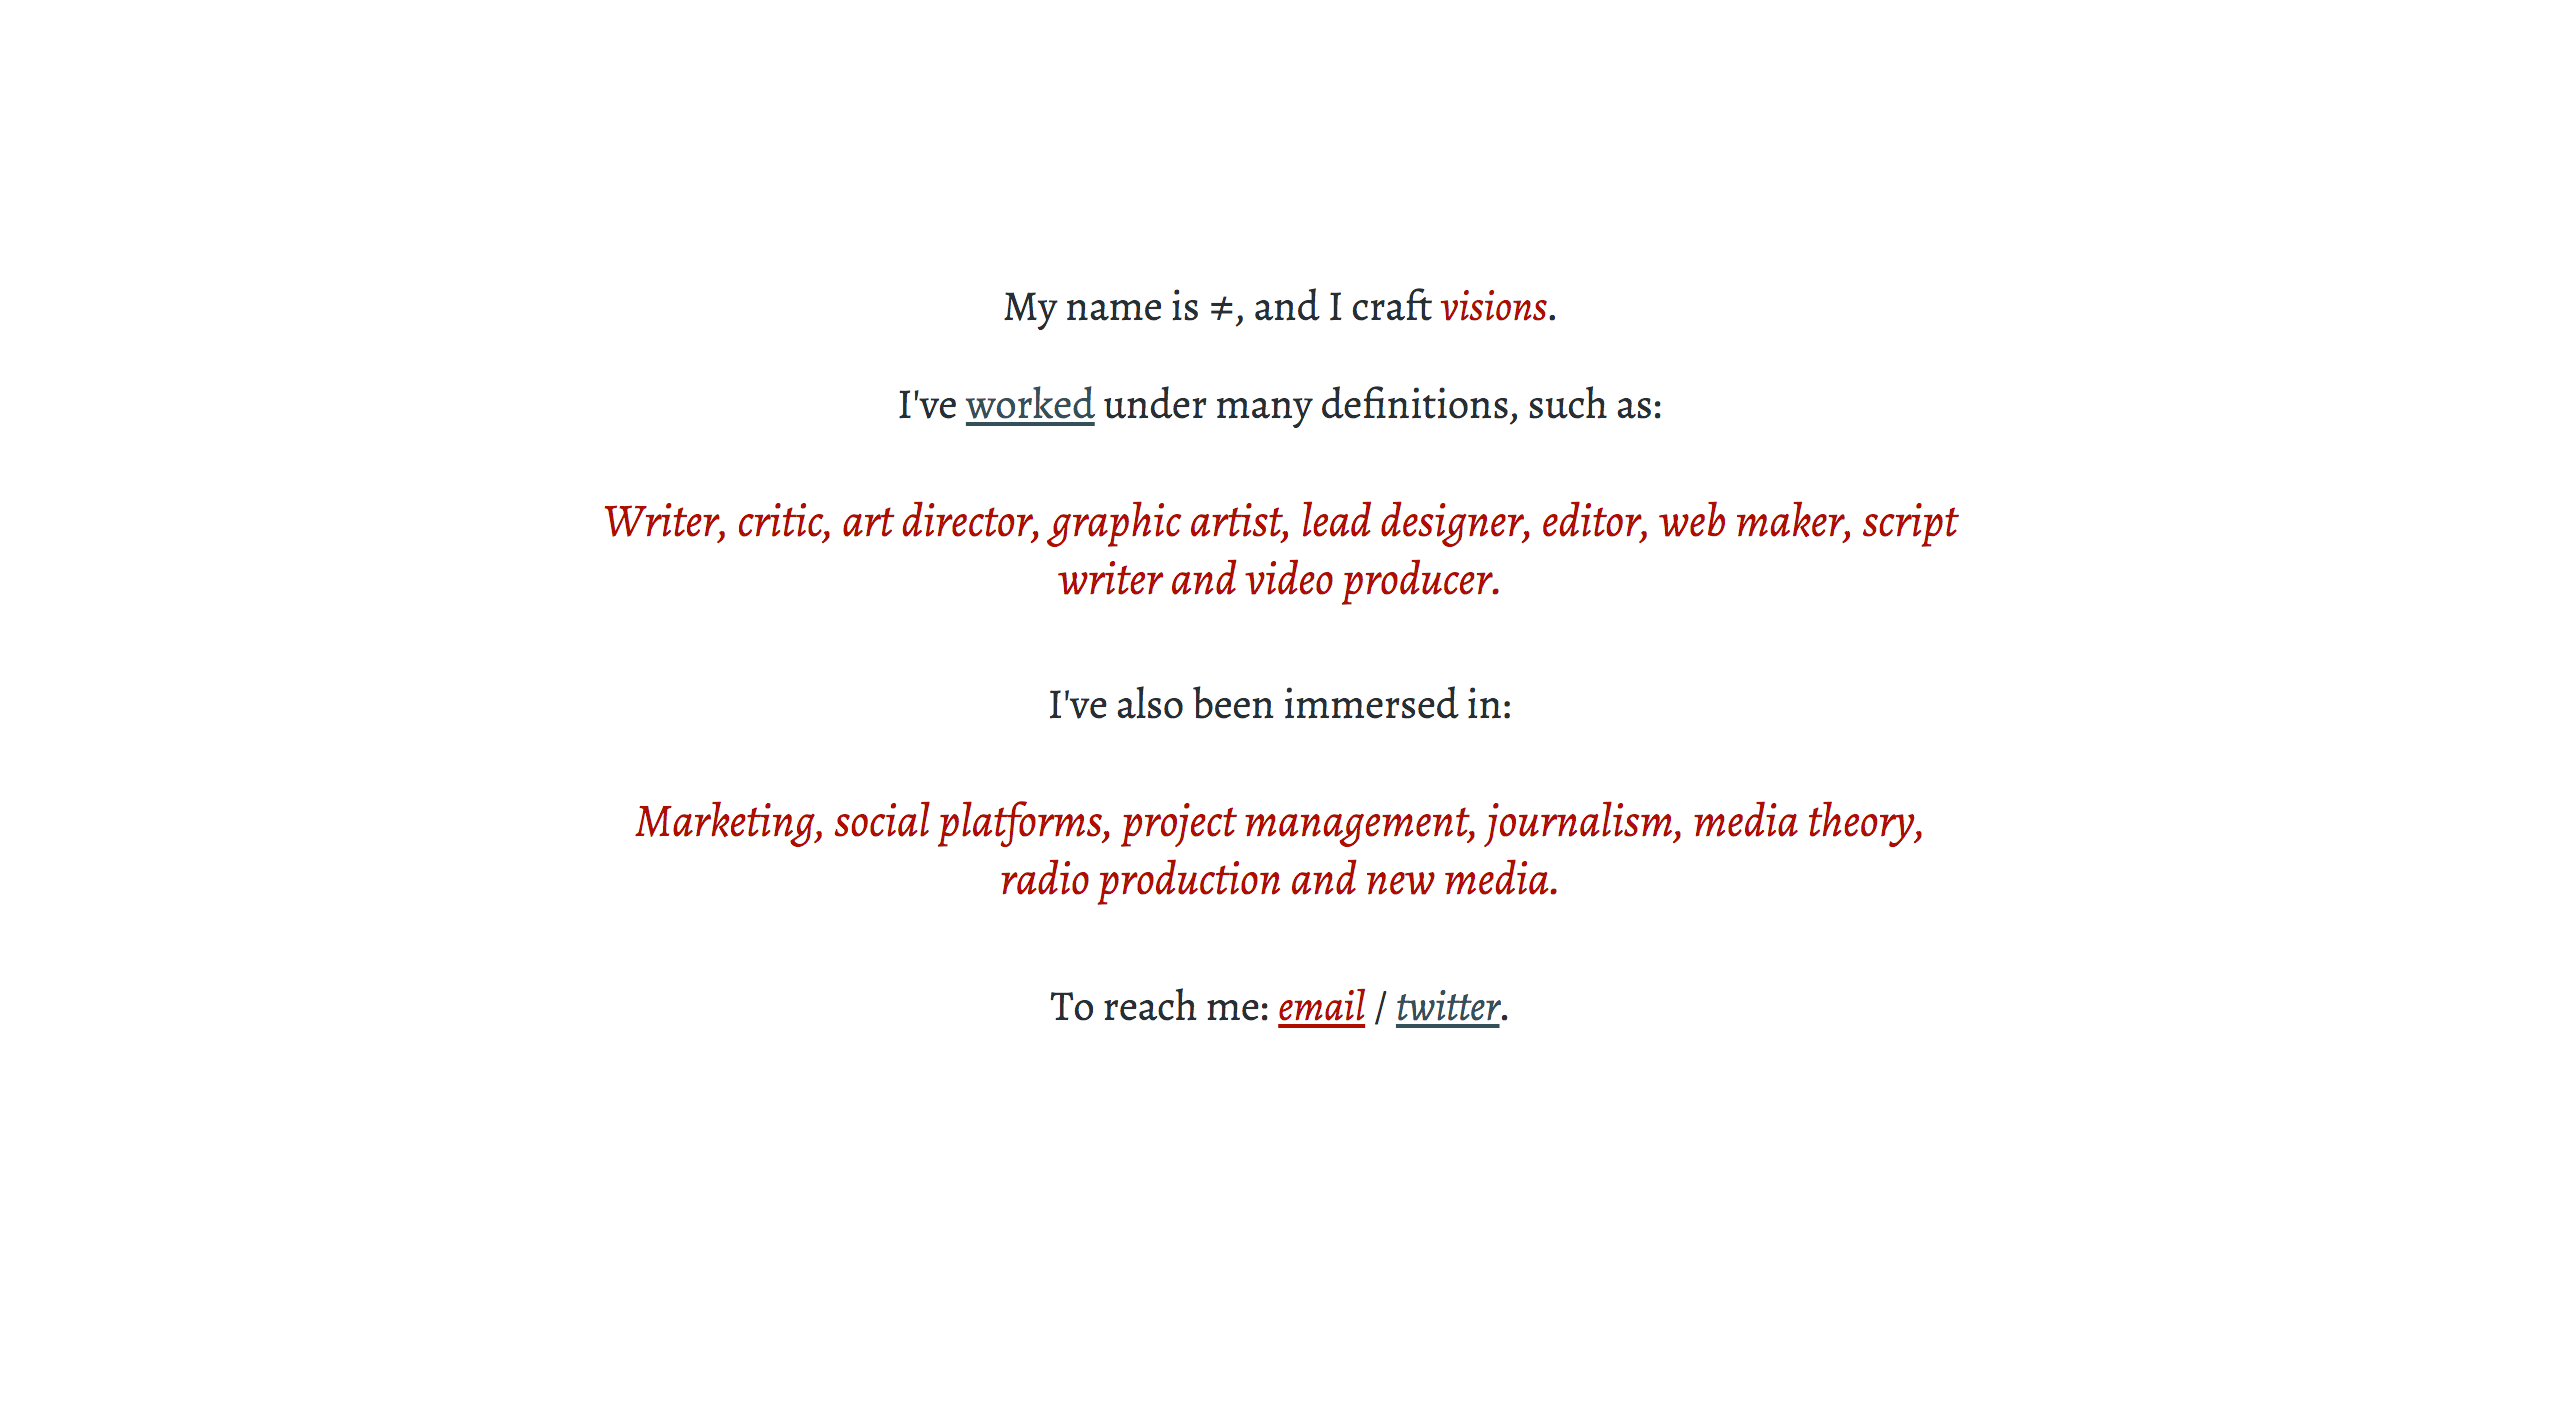 My name is ≠, and I craft visions.
I've worked under many definitions, such as:
Writer, critic, art director, graphic artist, lead designer, editor, web maker, script
writer and video producer.
I've also been immersed in:
Marketing, social platforms, project management, journalism, media theory,
radio production and new media.
To reach me: email / twitter.